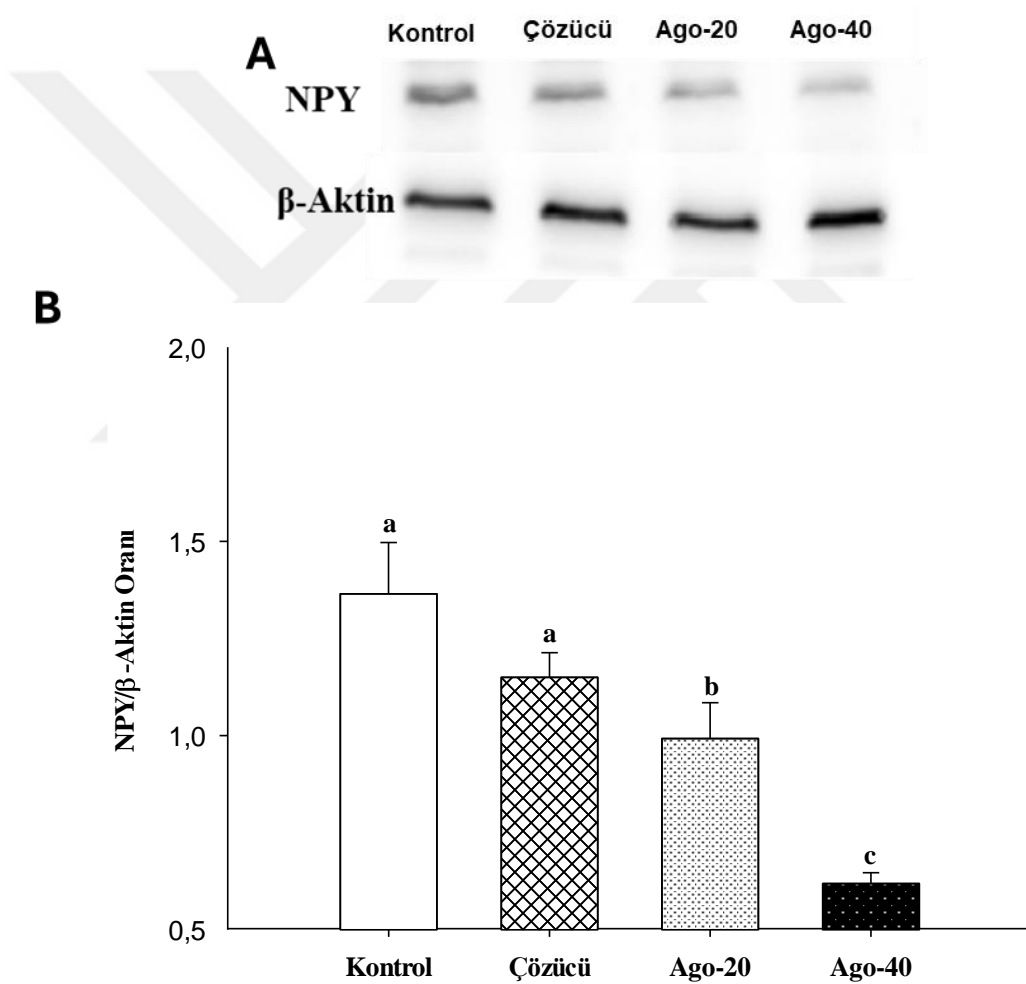 Kontrol Çözücü Ago-20 Ago-40
A
NPY
β-Aktin
B
2,0
1,5
1,0
0,5
NPY/β -Aktin Oranı
a
a
b
c
Kontrol Çözücü Ago-20 Ago-40